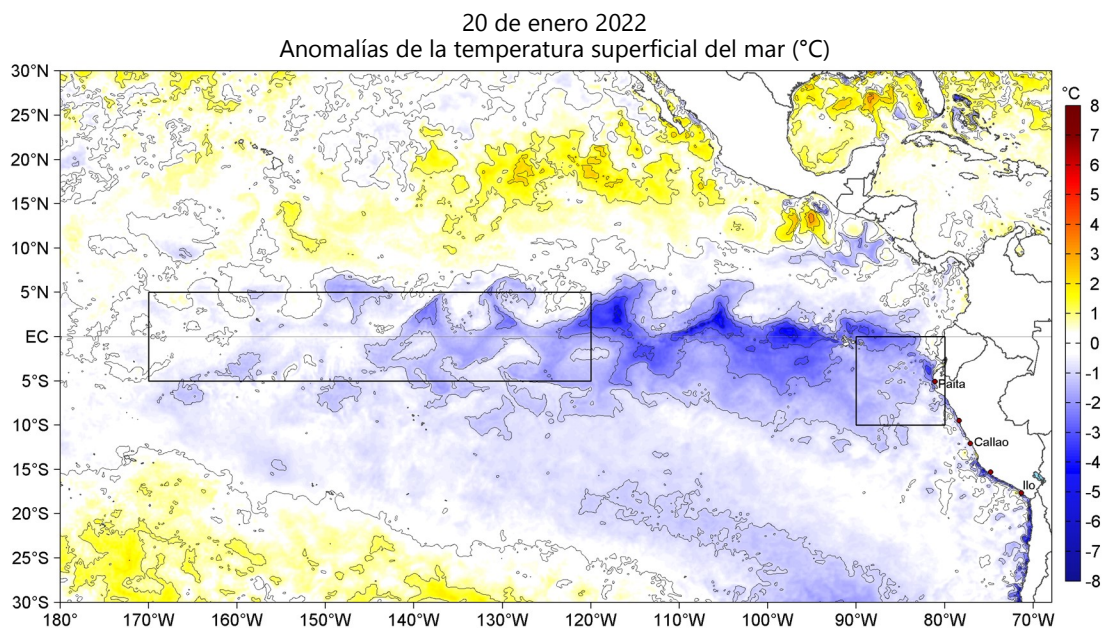 20 de enero 2022
Anomalías de la temperatura superficial del mar (°C)
30°N
25°N
20°N
15°N
10°N
5°N
EC
5°S
10°S
15°S
20°S
25°S
30°S
180°W
170°W
160°W
150°W
140°W
130°W
120°W
110°W
100°W
90°W
80°W
70°W
Paita
Callao
Ilo
°C
8
7
6
5
4
3
2
1
0
-1
-2
-3
-4
-5
-6
-7
-8